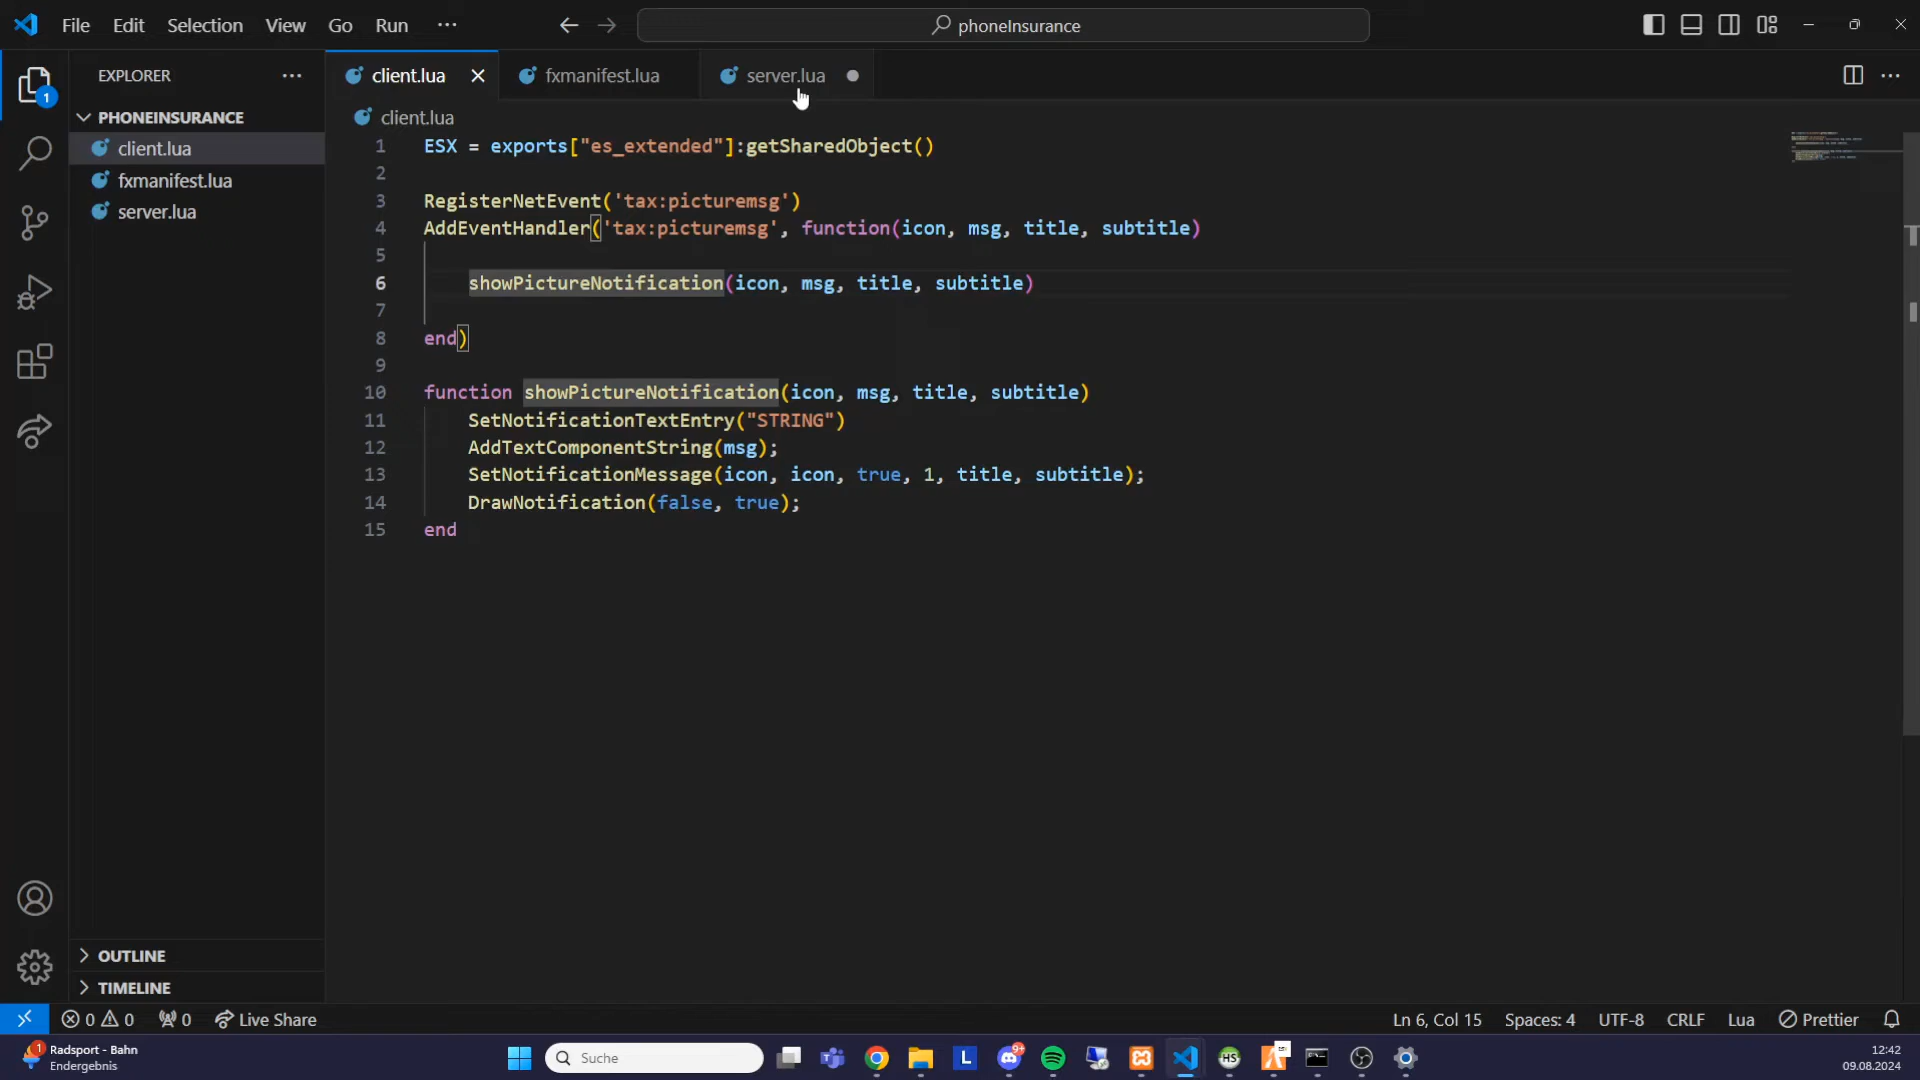 File Edit Selection View Go Run ···
phoneInsurance
EXPLORER
client.lua
fxmanifest.lua
server.lua
PHONEINSURANCE
client.lua
fxmanifest.lua
server.lua
client.lua
1 ESX = exports["es_extended"]:getSharedObject()
2
3 RegisterNetEvent('tax:picturemsg')
4 AddEventHandler('tax:picturemsg', function(icon, msg, title, subtitle)
5
6 showPictureNotification(icon, msg, title, subtitle)
7
8 end)
9
10 function showPictureNotification(icon, msg, title, subtitle)
11 SetNotificationTextEntry("STRING")
12 AddTextComponentString(msg);
13 SetNotificationMessage(icon, icon, true, 1, title, subtitle);
14 DrawNotification(false, true);
15 end
1
OUTLINE
TIMELINE
0 0 0 Live Share
Ln 6, Col 15 Spaces: 4 UTF-8 CRLF Lua Prettier
1
Radsport - Bahn
Endergebnis
Suche
L
9+
HS
12:42
09.08.2024